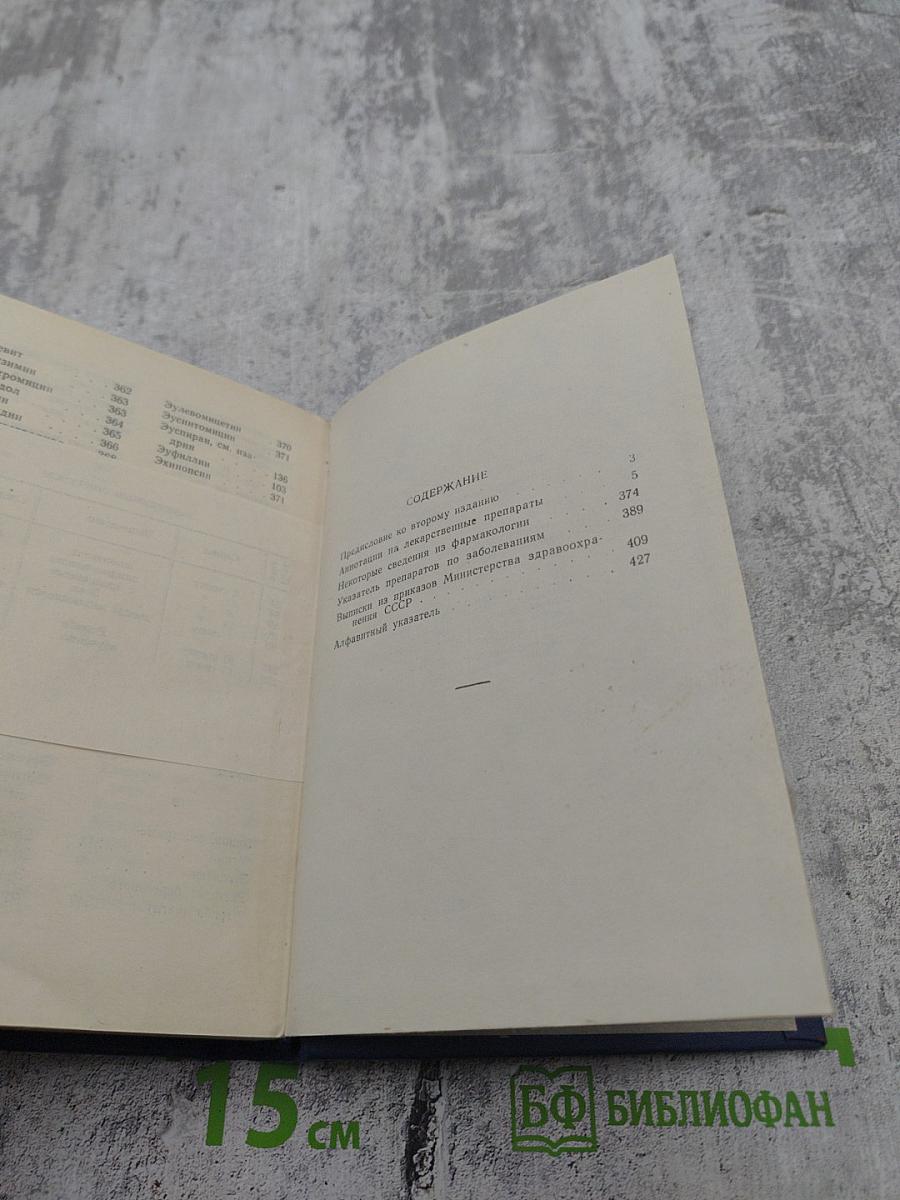 362
363
363
364
365
366
Эулевомицетин
Эуспитомицин
Эуспиран, см. иза-
дрин
Эуфиллин
Эхинопсин
370
371
136
103
371
СОДЕРЖАНИЕ
Предисловие ко второму изданию 3
Аннотации на лекарственные препараты 5
Некоторые сведения из фармакологии 374
Указатель препаратов по заболеваниям 389
Выписки из приказов Министерства здравоохра-
нения СССР 409
Алфавитный указатель 427
15 см
БФ БИБЛИОФАН